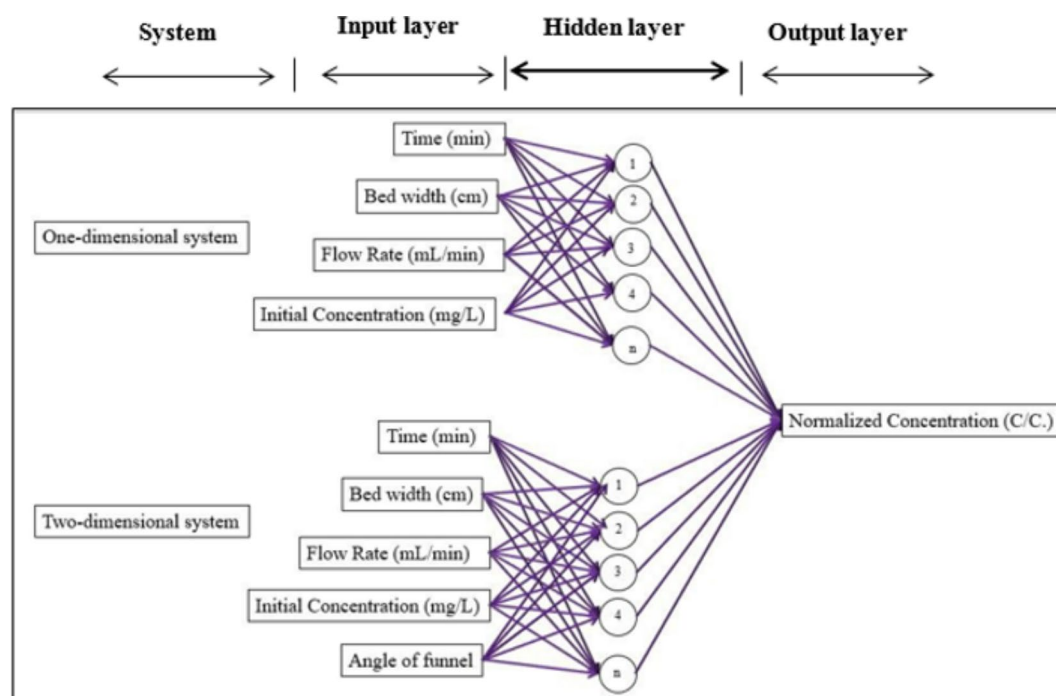 System
Input layer
Hidden layer
Output layer
Time (min)
Bed width (cm)
One-dimensional system
Flow Rate (mL/min)
Initial Concentration (mg/L)
1
2
3
4
n
Normalized Concentration (C/C.)
Time (min)
Bed width (cm)
Two-dimensional system
Flow Rate (mL/min)
Initial Concentration (mg/L)
Angle of funnel
1
2
3
4
n